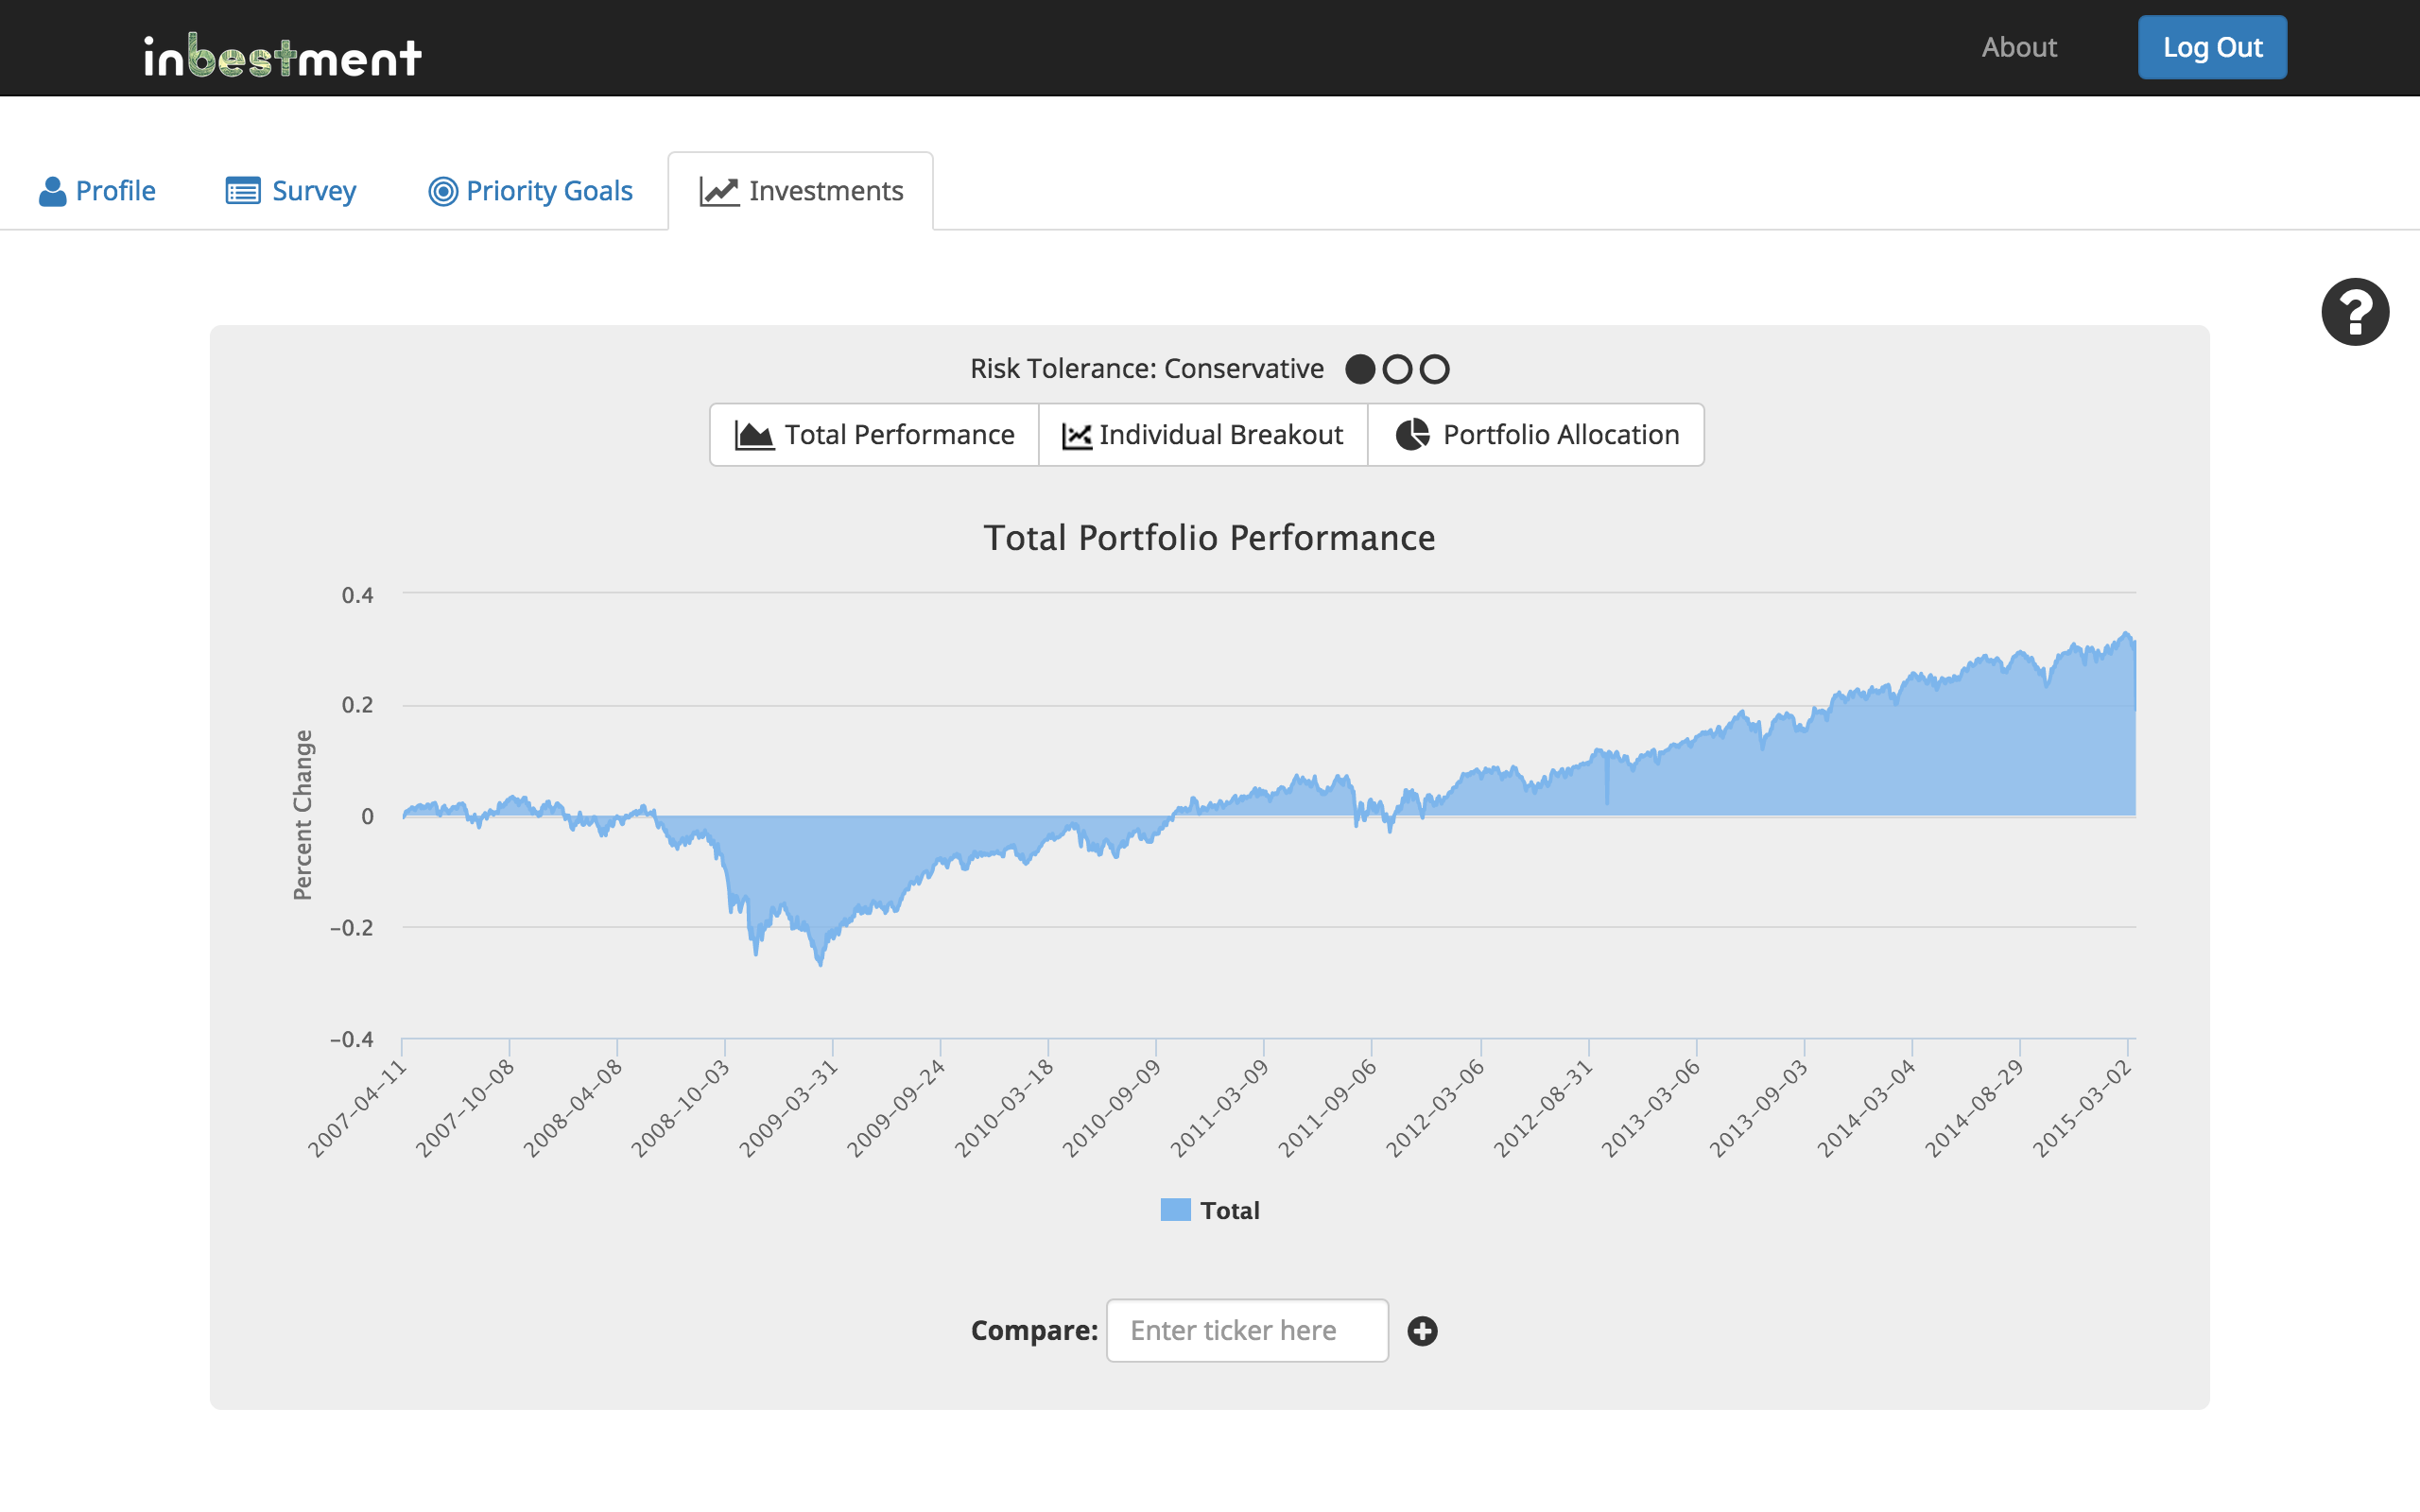 inbestment
About
Log Out
Profile
Survey
Priority Goals
Investments
?
Risk Tolerance: Conservative
Total Performance
Individual Breakout
Portfolio Allocation
Total Portfolio Performance
Percent Change
0.4
0.2
0
−0.2
−0.4
2007-04-11
2007-10-08
2008-04-08
2008-10-03
2009-03-31
2009-09-24
2010-03-18
2010-09-09
2011-03-09
2011-09-06
2012-03-06
2012-08-31
2013-03-06
2013-09-03
2014-03-04
2014-08-29
2015-03-02
Total
Compare: Enter ticker here